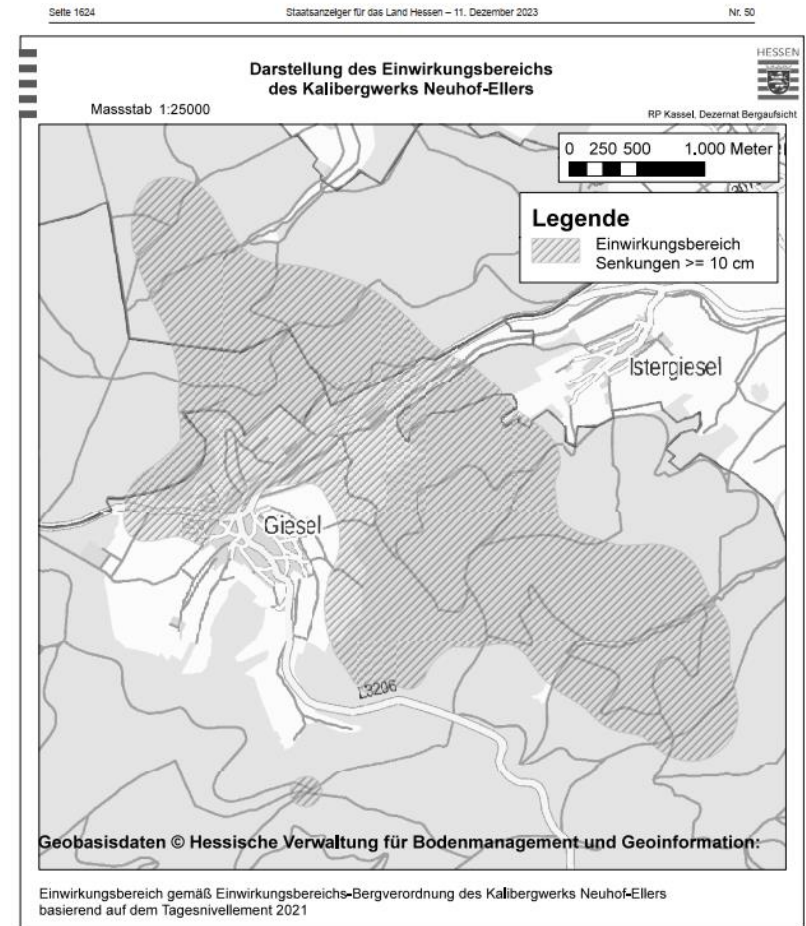 Seite 1624
Staatsanzeiger für das Land Hessen – 11. Dezember 2023
Nr. 50
HESSEN
Darstellung des Einwirkungsbereichs
des Kalibergwerks Neuhof-Ellers
Massstab 1:25000
RP Kassel, Dezernat Bergaufsicht
0 250 500 1.000 Meter
Legende
Einwirkungsbereich
Senkungen >= 10 cm
Istergiesel
Giesel
L3206
Geobasisdaten © Hessische Verwaltung für Bodenmanagement und Geoinformation:
Einwirkungsbereich gemäß Einwirkungsbereichs-Bergverordnung des Kalibergwerks Neuhof-Ellers
basierend auf dem Tagesnivellement 2021